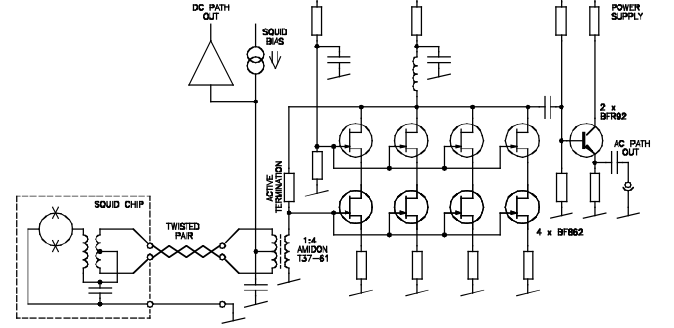 DC PATH
OUT
SQUID
BIAS
POWER
SUPPLY
2 x
BFR92
AC PATH
OUT
ACTIVE
TERMINATION
SQUID CHIP
TWISTED
PAIR
1:4
AMIDON
T37-61
4 x BF862